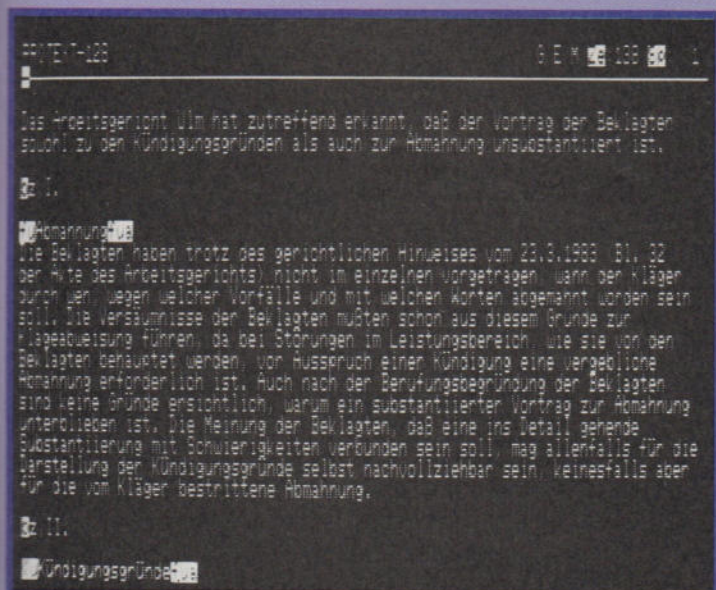 PROTEXT-128 G E M ze 138 sp 1
Das Arbeitsgericht Ulm hat zutreffend erkannt, daß der Vortrag der Beklagten
sowohl zu den Kündigungsgründen als auch zur Abmahnung unsubstantiiert ist.
I.
Abmahnung
Die Beklagten haben trotz des gerichtlichen Hinweises vom 23.3.1983 (Bl. 32
der Akte des Arbeitsgerichts) nicht im einzelnen vorgetragen, wann der Kläger
durch wen, wegen welcher Vorfälle und mit welchen Worten abgemahnt worden sein
soll. Die Versäumnisse der Beklagten mußten schon aus diesem Grunde zur
Klageabweisung führen, da bei Störungen im Leistungsbereich, wie sie von den
Beklagten behauptet werden, vor Ausspruch einer Kündigung eine vergebliche
Abmahnung erforderlich ist. Auch nach der Berufungsbegründung der Beklagten
sind keine Gründe ersichtlich, warum ein substantiierter Vortrag zur Abmahnung
unterblieben ist. Die Meinung der Beklagten, daß eine ins Detail gehende
Substantiierung mit Schwierigkeiten verbunden sein soll, mag allenfalls für die
Darstellung der Kündigungsgründe selbst nachvollziehbar sein, keinesfalls aber
für die vom Kläger bestrittene Abmahnung.
II.
Kündigungsgründe